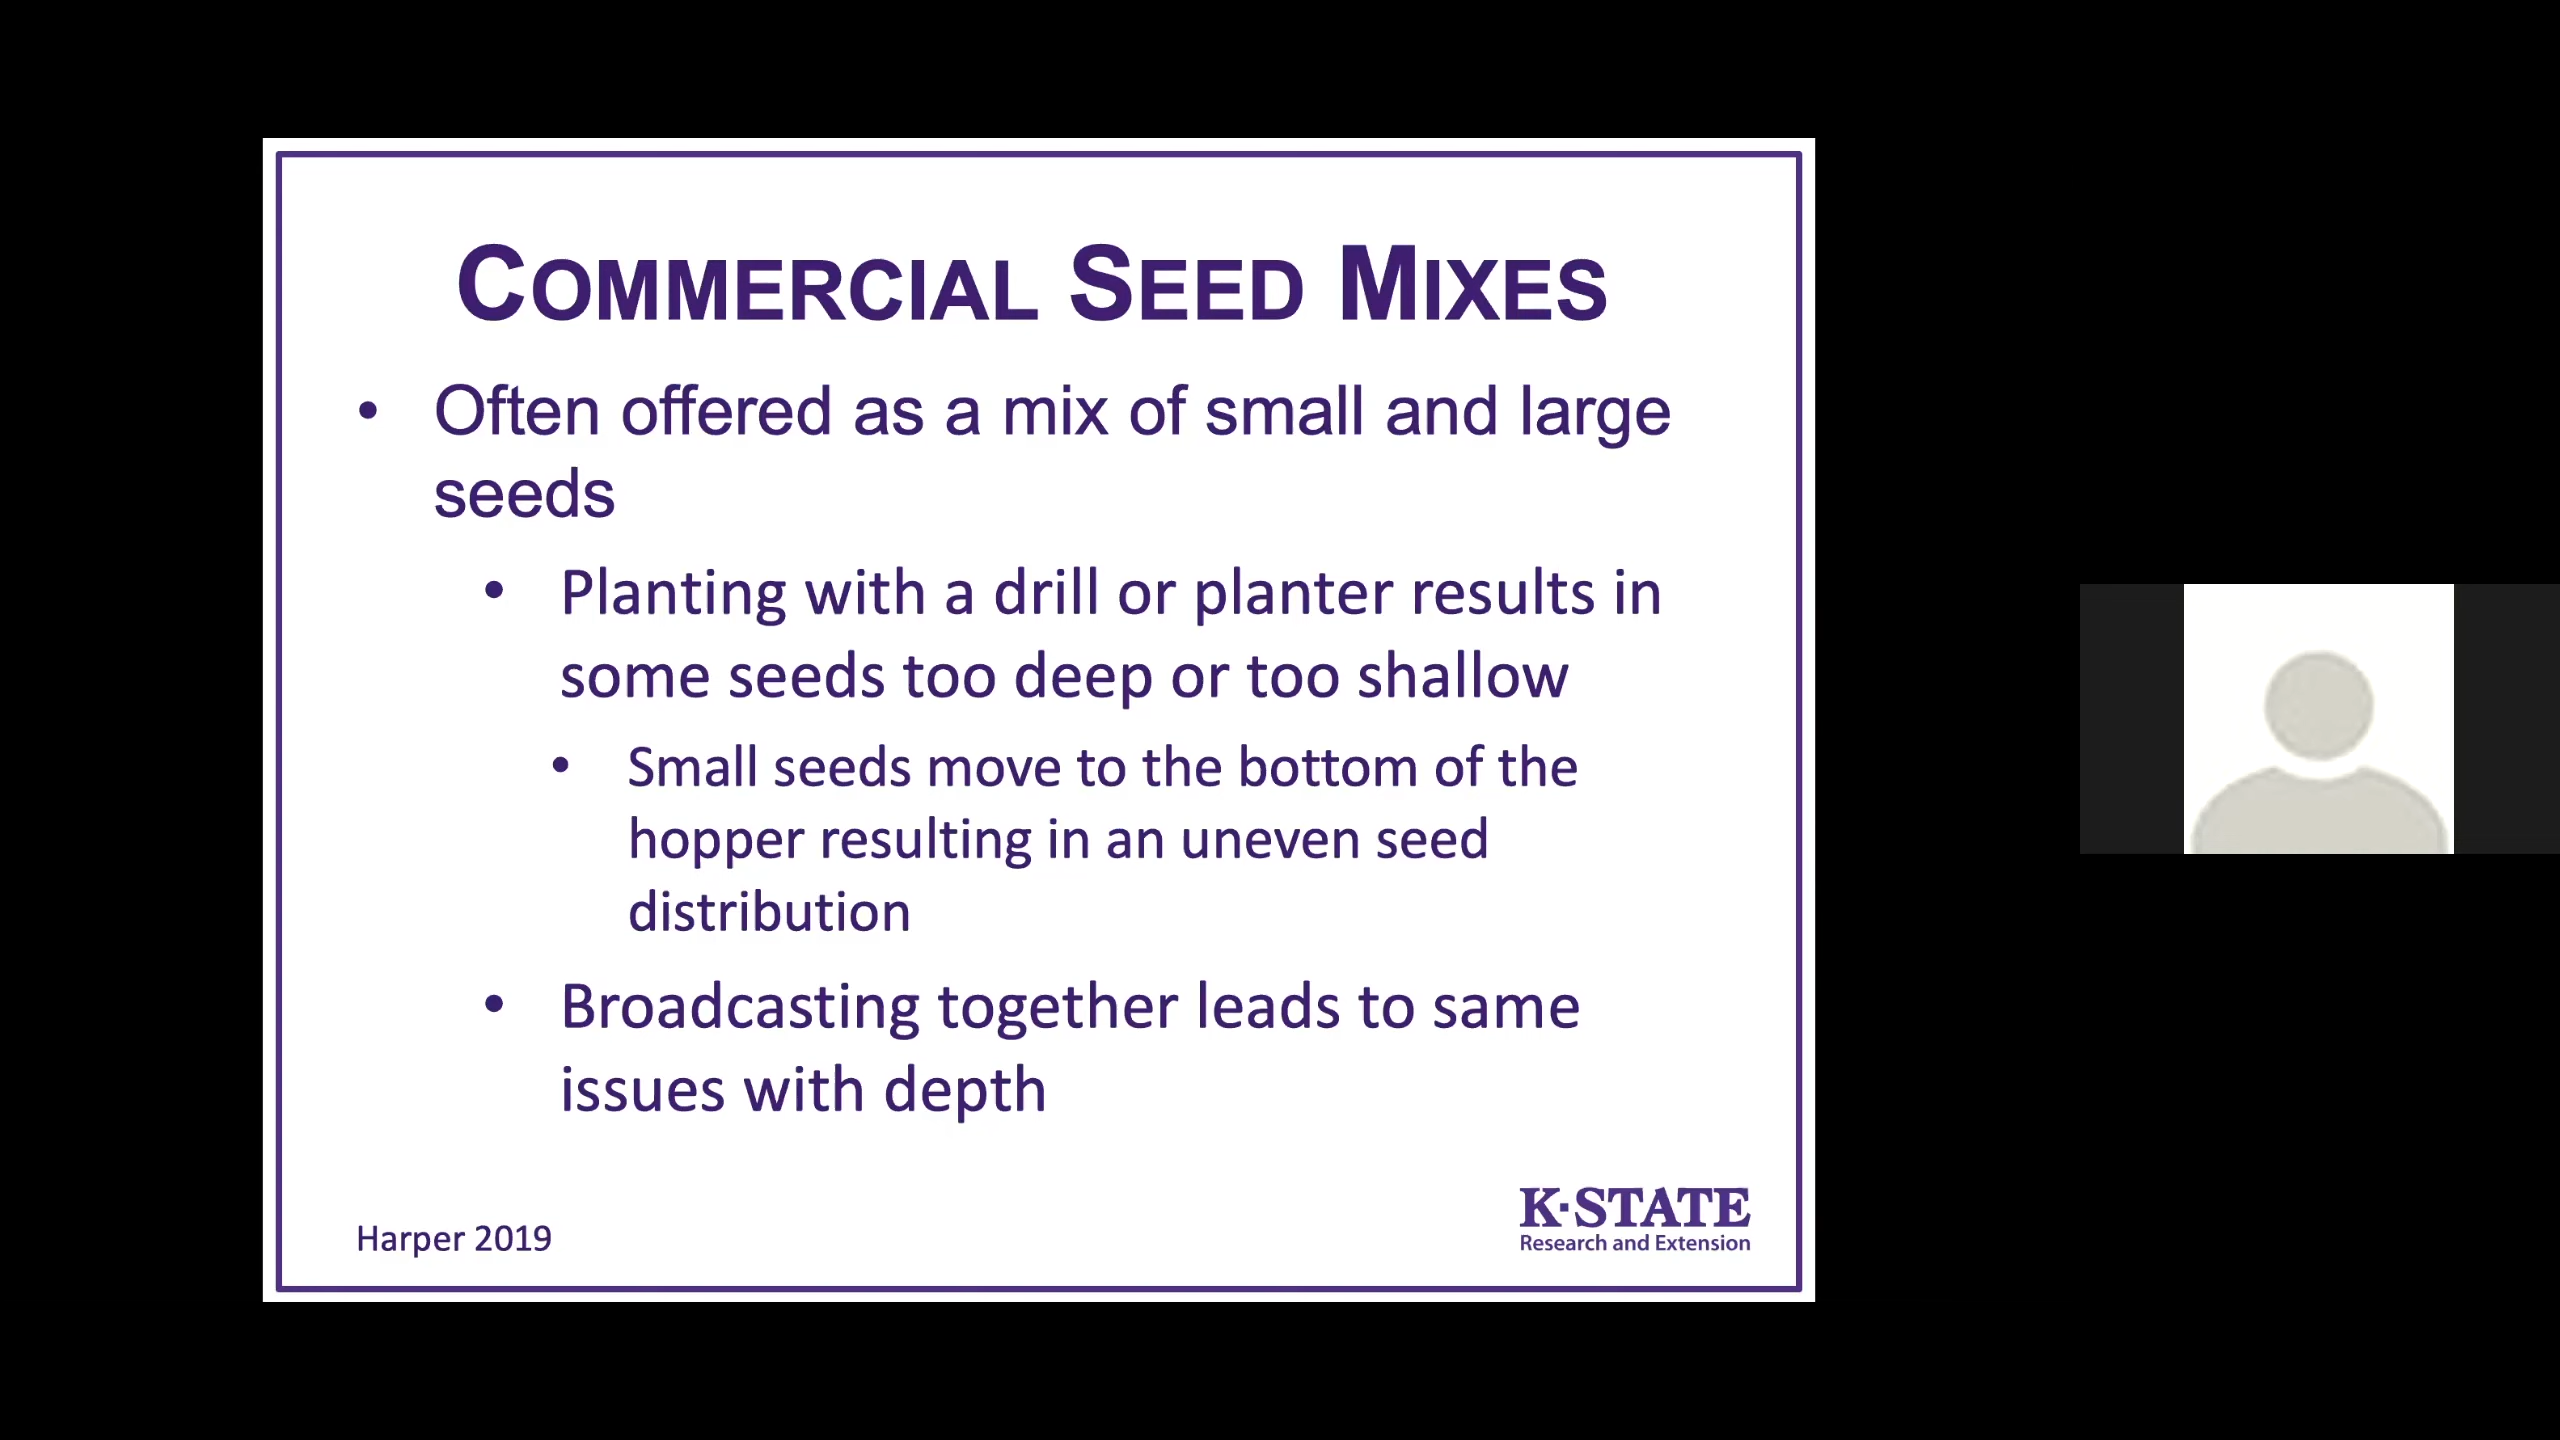 COMMERCIAL SEED MIXES
• Often offered as a mix of small and large
seeds
• Planting with a drill or planter results in
some seeds too deep or too shallow
• Small seeds move to the bottom of the
hopper resulting in an uneven seed
distribution
• Broadcasting together leads to same
issues with depth
Harper 2019
K·STATE
Research and Extension